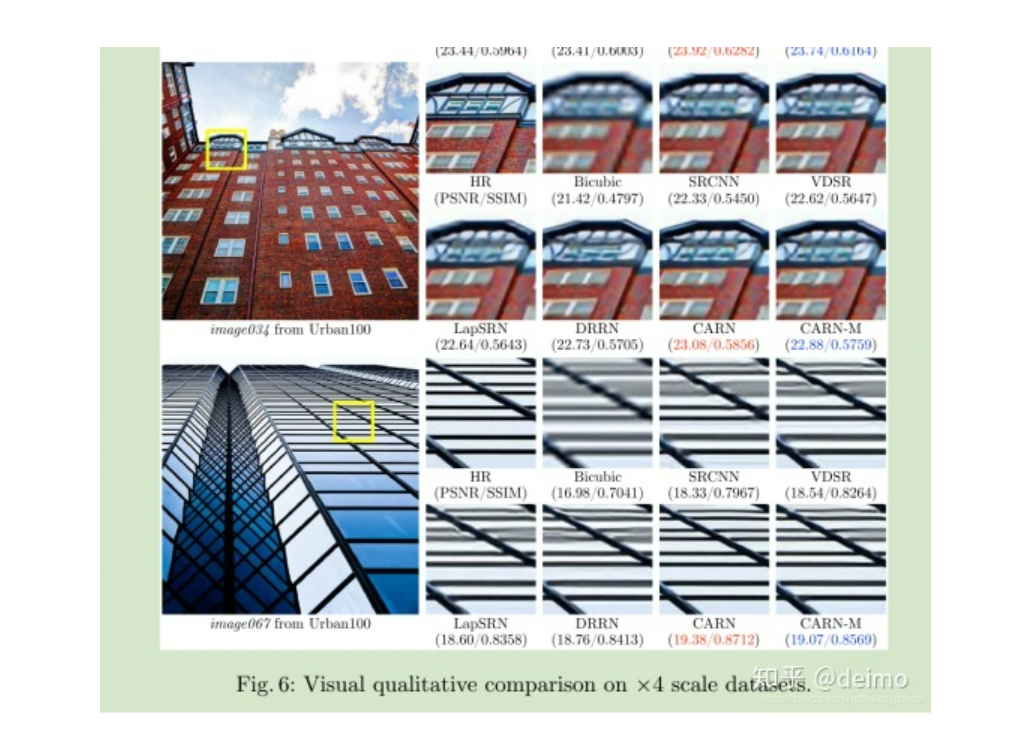 (23.44/0.5964) (23.41/0.6003) (23.92/0.6282) (23.74/0.6164)
HR Bicubic SRCNN VDSR
(PSNR/SSIM) (21.42/0.4797) (22.33/0.5450) (22.62/0.5647)
image034 from Urban100 LapSRN DRRN CARN CARN-M
(22.64/0.5643) (22.73/0.5705) (23.08/0.5856) (22.88/0.5759)
HR Bicubic SRCNN VDSR
(PSNR/SSIM) (16.98/0.7041) (18.33/0.7967) (18.54/0.8264)
image067 from Urban100 LapSRN DRRN CARN CARN-M
(18.60/0.8358) (18.76/0.8413) (19.38/0.8712) (19.07/0.8569)
Fig. 6: Visual qualitative comparison on ×4 scale datasets.
知乎 @deimo